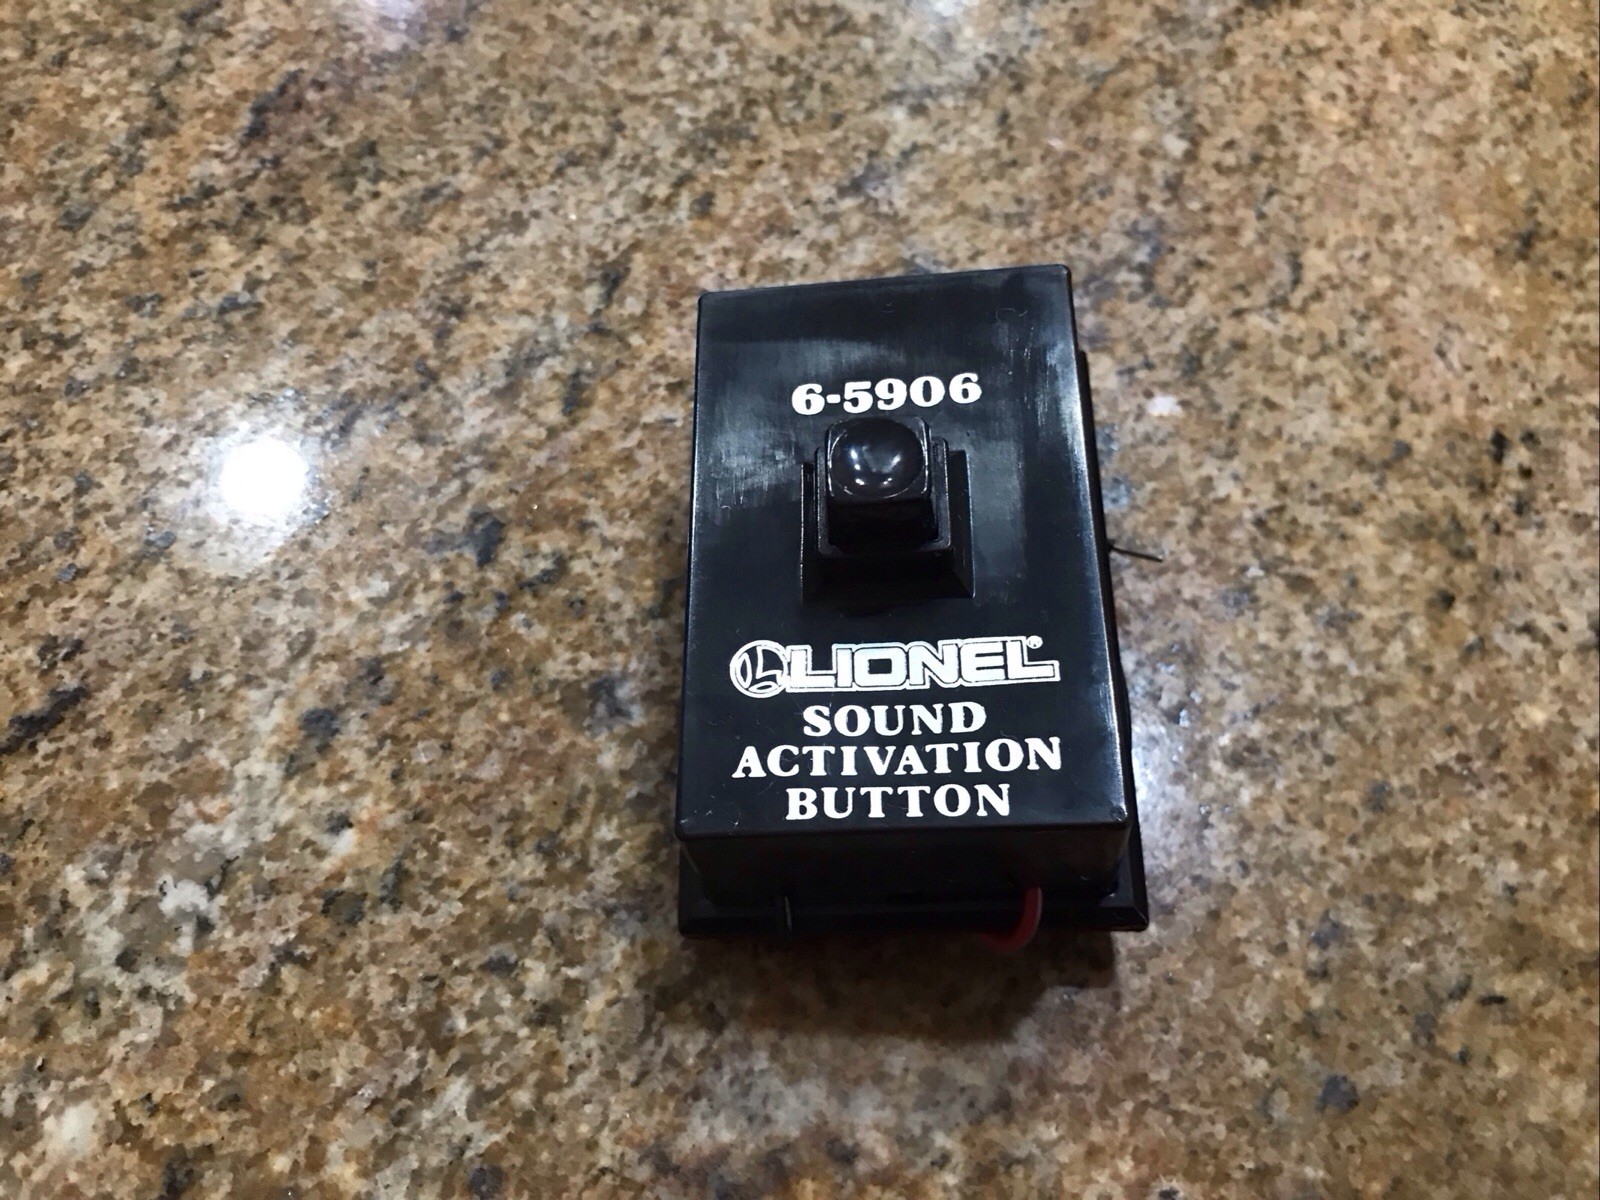 6-5906
LIONEL®
SOUND
ACTIVATION
BUTTON